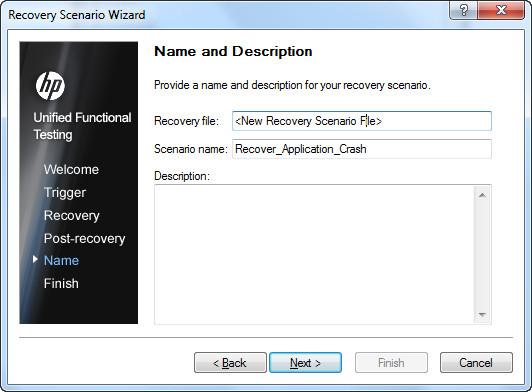 Recovery Scenario Wizard
?
hp
Unified Functional
Testing
Welcome
Trigger
Recovery
Post-recovery
Name
Finish
Name and Description
Provide a name and description for your recovery scenario.
Recovery file: <New Recovery Scenario File>
Scenario name: Recover_Application_Crash
Description:
< Back Next > Finish Cancel